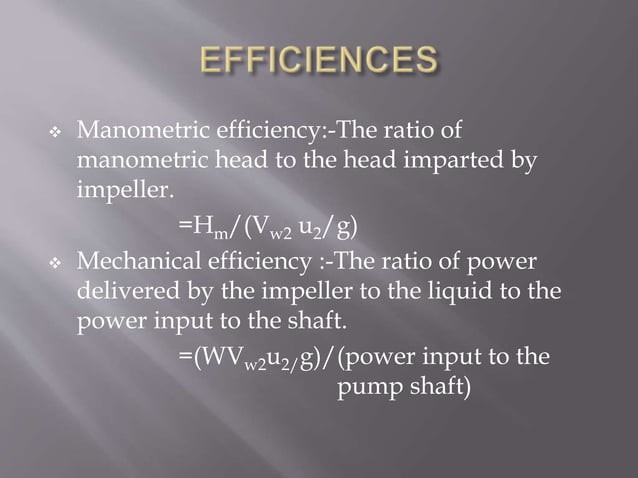 EFFICIENCES
❖ Manometric efficiency:-The ratio of
manometric head to the head imparted by
impeller.
=Hm/(Vw2 u2/g)
❖ Mechanical efficiency :-The ratio of power
delivered by the impeller to the liquid to the
power input to the shaft.
=(WVw2u2/g)/(power input to the
pump shaft)